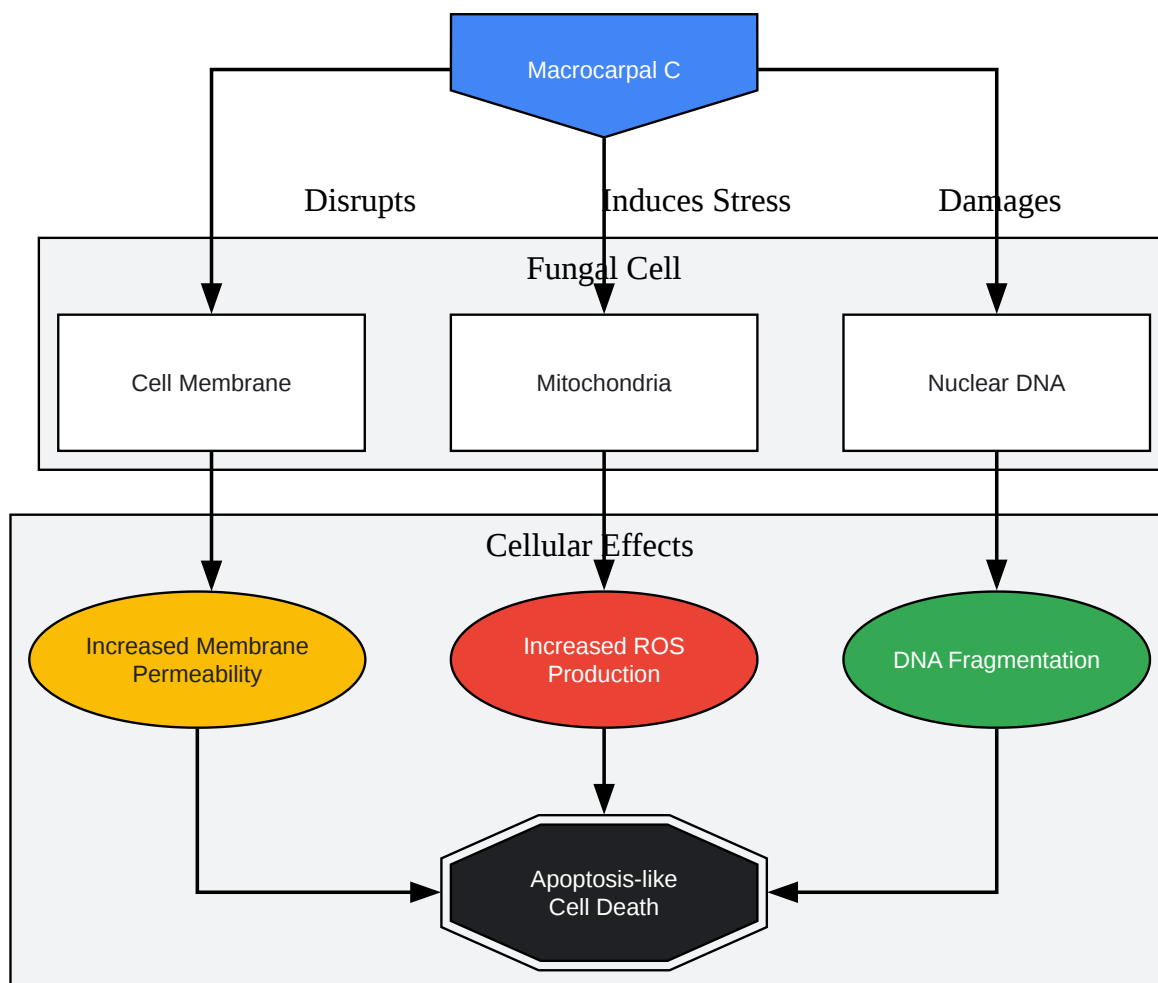 Macrocarpal C
Disrupts
Induces Stress
Damages
Fungal Cell
Cell Membrane
Mitochondria
Nuclear DNA
Cellular Effects
Increased Membrane
Permeability
Increased ROS
Production
DNA Fragmentation
Apoptosis-like
Cell Death